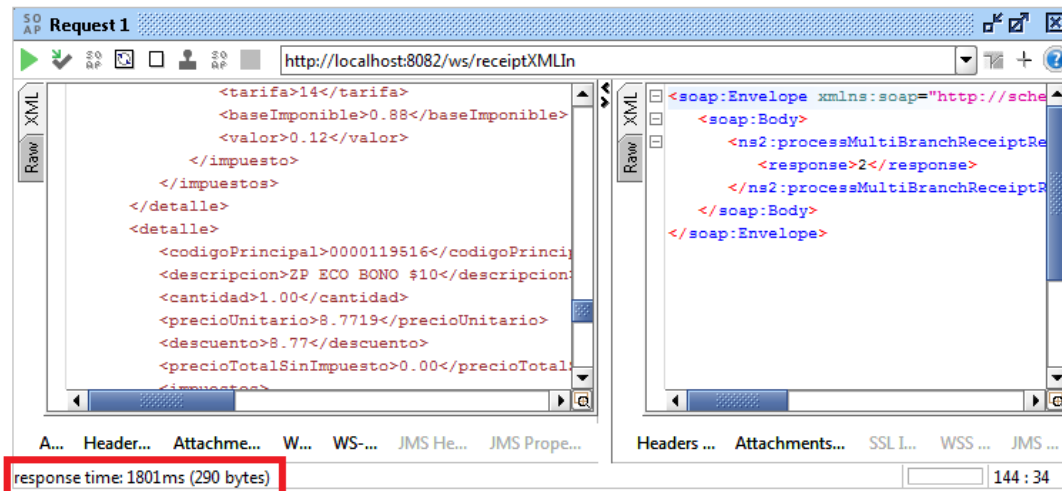 SO AP Request 1
http://localhost:8082/ws/receiptXMLIn
XML
Raw
<tarifa>14</tarifa>
<baseImponible>0.88</baseImponible>
<valor>0.12</valor>
</impuesto>
</impuestos>
</detalle>
<detalle>
<codigoPrincipal>0000119516</codigoPrincip
<descripcion>ZP ECO BONO $10</descripcion>
<cantidad>1.00</cantidad>
<precioUnitario>8.7719</precioUnitario>
<descuento>8.77</descuento>
<precioTotalSinImpuesto>0.00</precioTotalS
<impuestos>
XML
Raw
<soap:Envelope xmlns:soap="http://sche
<soap:Body>
<ns2:processMultiBranchReceiptRe
<response>2</response>
</ns2:processMultiBranchReceiptR
</soap:Body>
</soap:Envelope>
A... Header... Attachme... W... WS-... JMS He... JMS Prope...
Headers ... Attachments... SSL I... WSS ... JMS ...
response time: 1801ms (290 bytes)
144 : 34